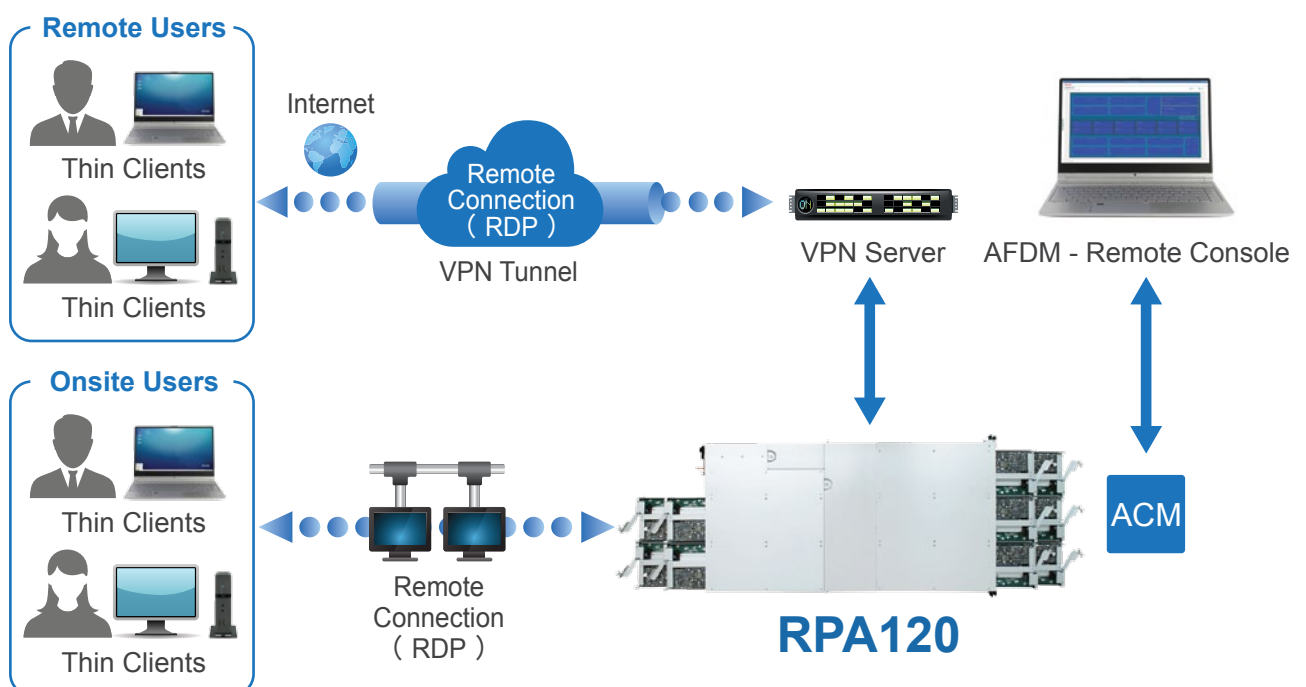 Remote Users
Thin Clients
Thin Clients
Internet
Remote
Connection
( RDP )
VPN Tunnel
VPN Server
AFDM - Remote Console
Onsite Users
Thin Clients
Thin Clients
Remote
Connection
( RDP )
RPA120
ACM